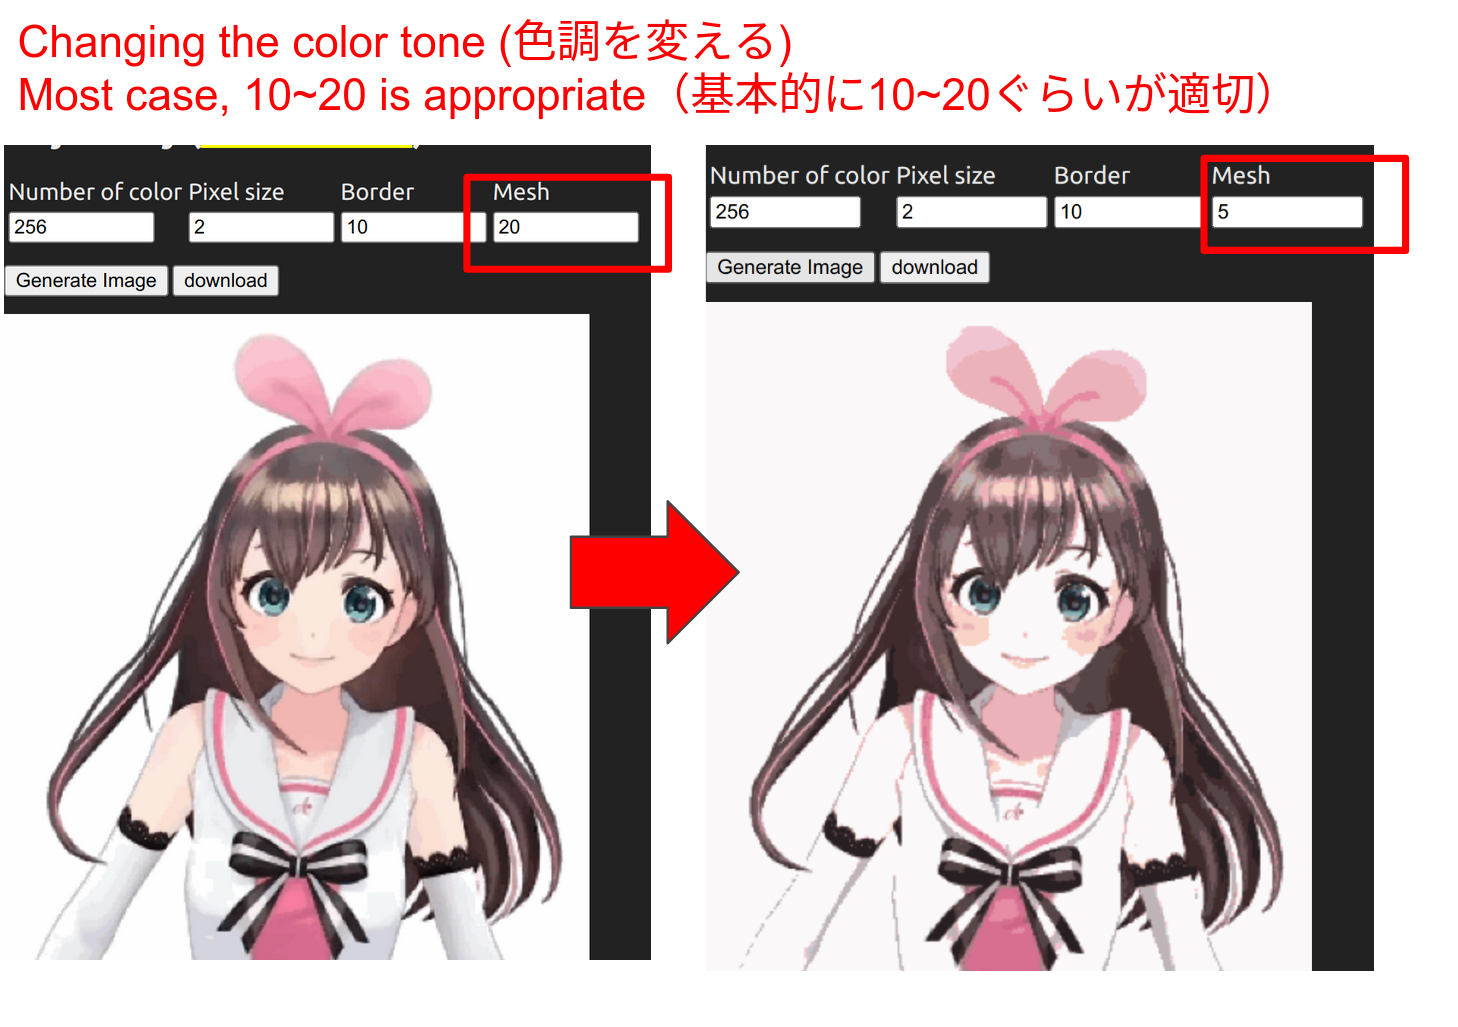 Changing the color tone (色調を変える)
Most case, 10~20 is appropriate（基本的に10~20ぐらいが適切）
Number of color Pixel size Border Mesh
256 2 10 20
Generate Image download
Number of color Pixel size Border Mesh
256 2 10 5
Generate Image download